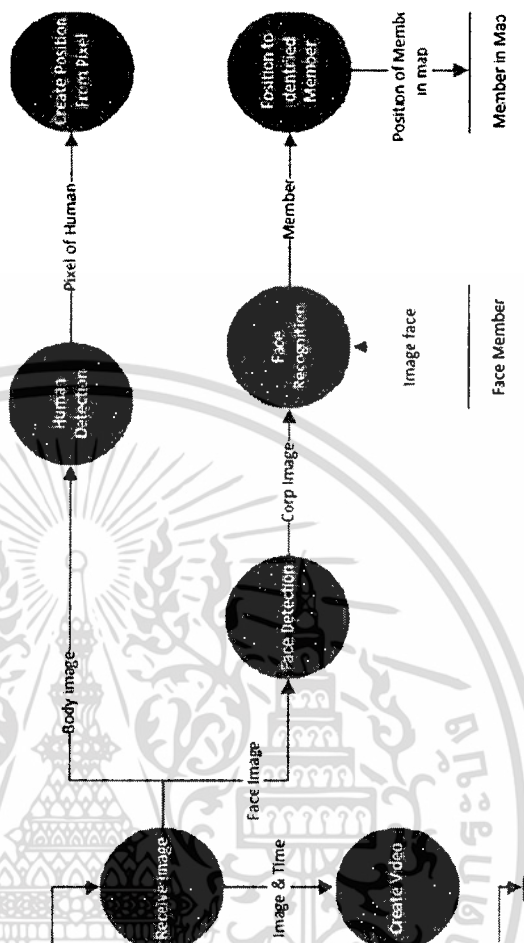 Create Position
From Pixel
Position to
identified
Member
Position of Membe
in map
Member in Map
Pixel of Human
Member
Human
Detection
Face
Recognition
Image face
Face Member
Corp Image
Face Detection
Body image
Face Image
Receive Image
Image & Time
Create Video